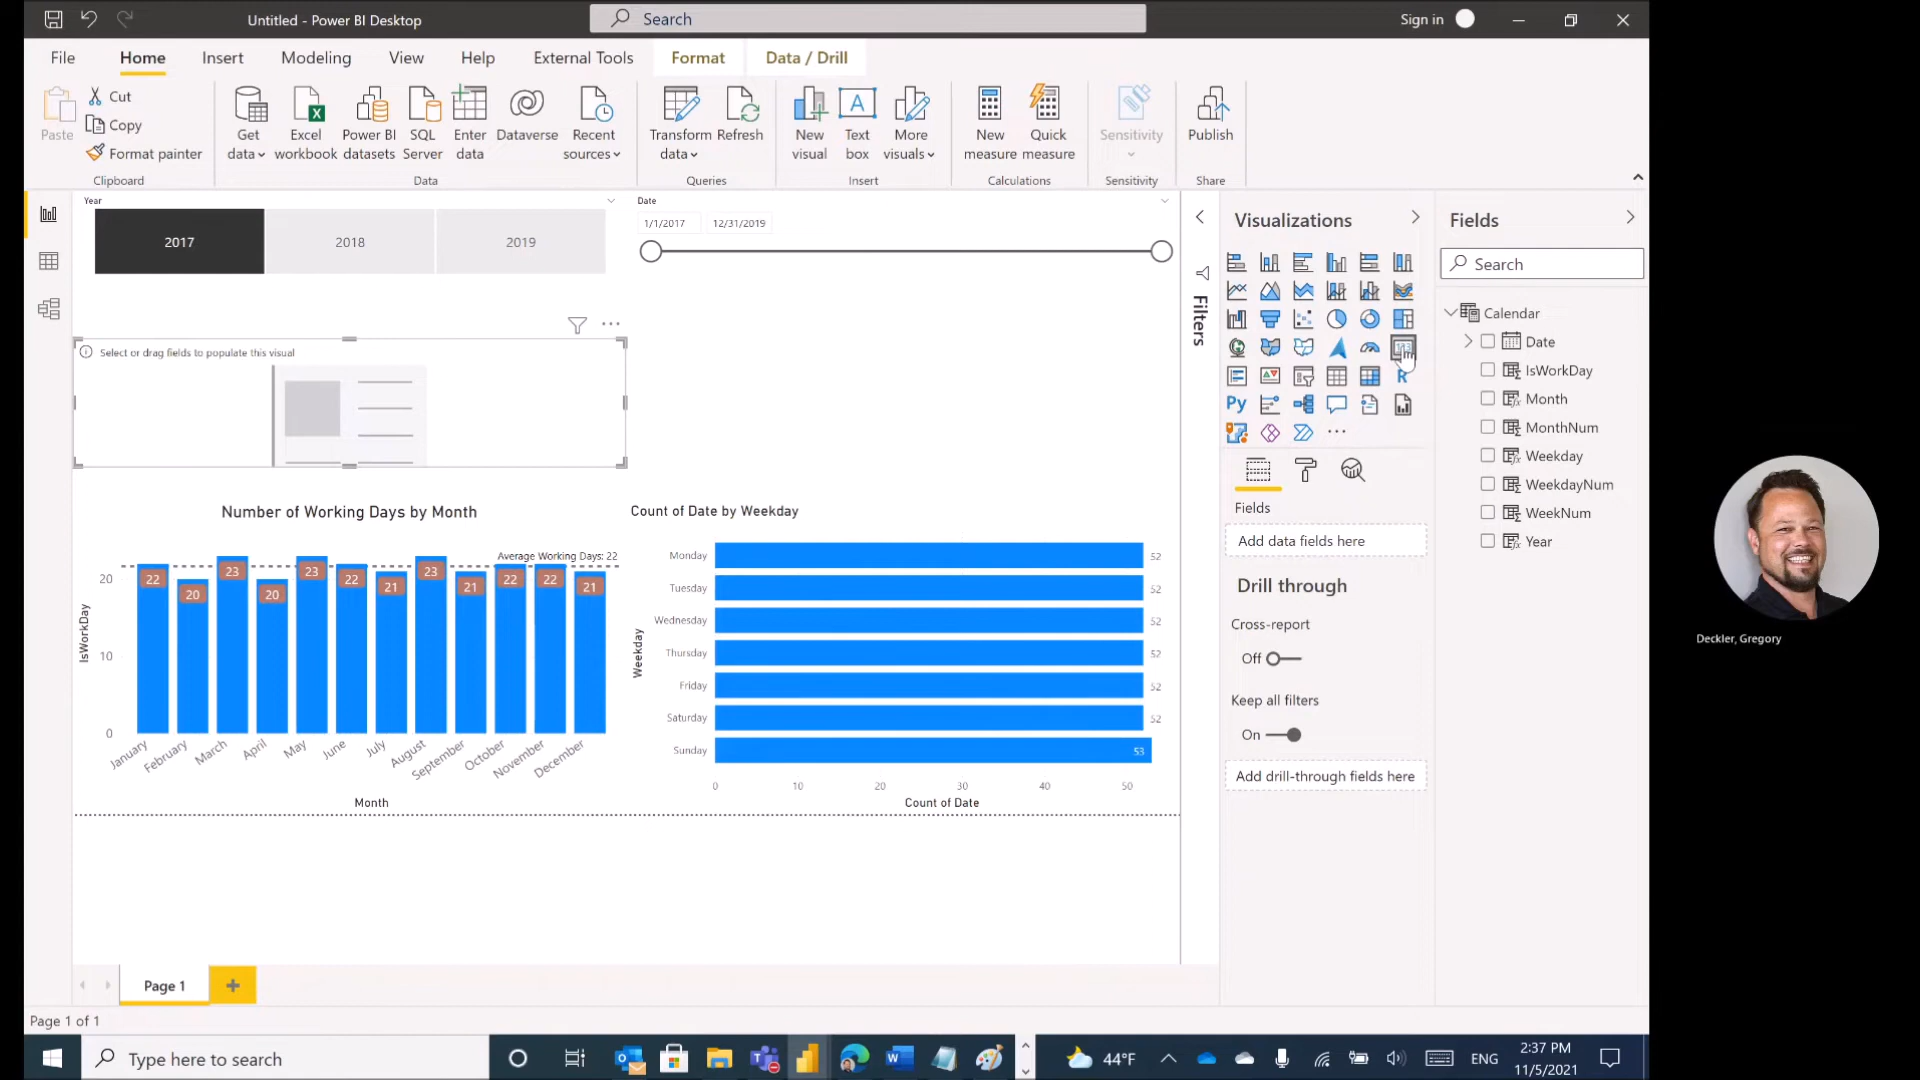 Untitled - Power BI Desktop
Search
Sign in
File
Home
Insert
Modeling
View
Help
External Tools
Format
Data / Drill
Paste
Cut
Copy
Format painter
Clipboard
Get data
Excel workbook
Power BI datasets
SQL Server
Enter data
Dataverse
Recent sources
Data
Transform data
Refresh
Queries
New visual
Text box
More visuals
Insert
New measure
Quick measure
Calculations
Sensitivity
Sensitivity
Publish
Share
Year
2017
2018
2019
Date
1/1/2017
12/31/2019
Select or drag fields to populate this visual
Number of Working Days by Month
Average Working Days: 22
IsWorkDay
20
10
0
22
20
23
20
23
22
21
23
21
22
22
21
January
February
March
April
May
June
July
August
September
October
November
December
Month
Count of Date by Weekday
Weekday
Monday
52
Tuesday
52
Wednesday
52
Thursday
52
Friday
52
Saturday
52
Sunday
53
0
10
20
30
40
50
Count of Date
Filters
Visualizations
123
R
Py
Fields
Add data fields here
Drill through
Cross-report
Off
Keep all filters
On
Add drill-through fields here
Fields
Search
Calendar
Date
IsWorkDay
Month
MonthNum
Weekday
WeekdayNum
WeekNum
Year
Deckler, Gregory
Page 1
Page 1 of 1
Type here to search
44°F
ENG
2:37 PM
11/5/2021